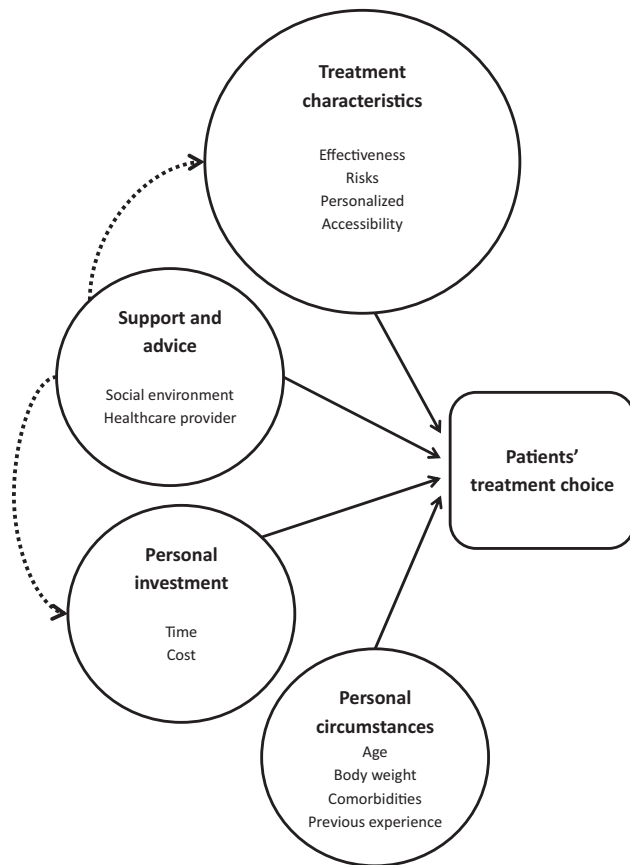 Treatment
characteristics
Effectiveness
Risks
Personalized
Accessibility
Support and
advice
Social environment
Healthcare provider
Patients’
treatment choice
Personal
investment
Time
Cost
Personal
circumstances
Age
Body weight
Comorbidities
Previous experience